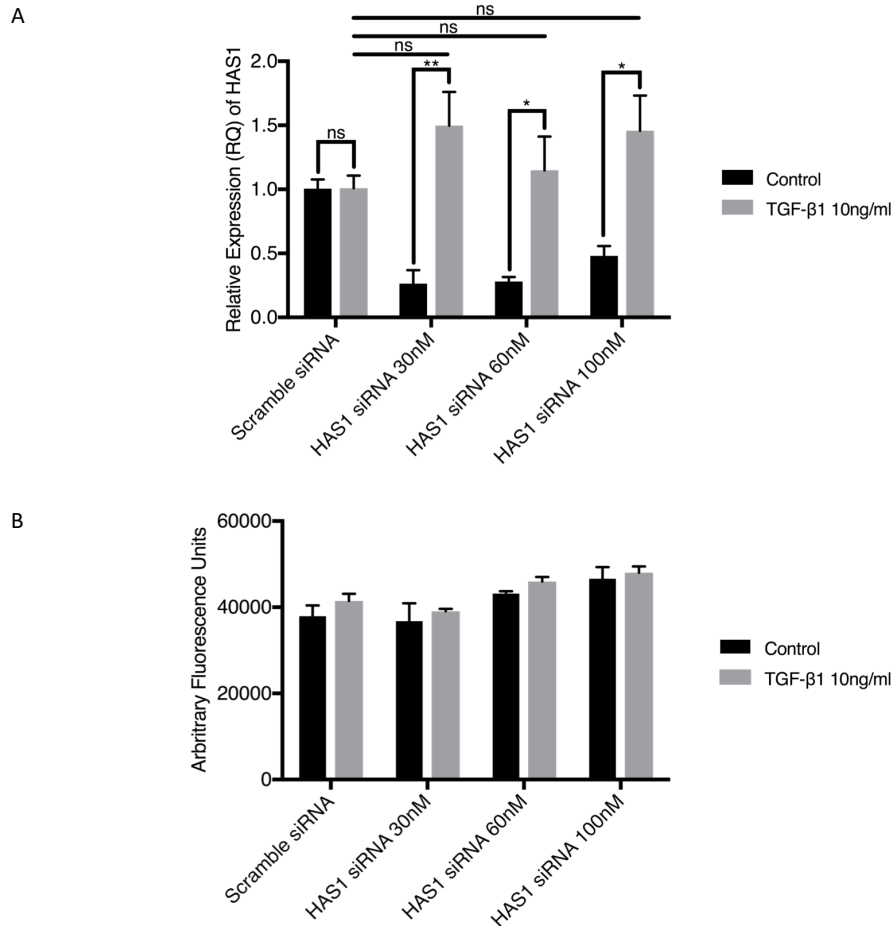 A
ns
ns
ns
2.0
**
*
*
1.5
ns
1.0
0.5
0.0
Relative Expression (RQ) of HAS1
Control
TGF-β1 10ng/ml
Scramble siRNA
HAS1 siRNA 30nM
HAS1 siRNA 60nM
HAS1 siRNA 100nM
B
60000
40000
20000
0
Arbritrary Fluorescence Units
Control
TGF-β1 10ng/ml
Scramble siRNA
HAS1 siRNA 30nM
HAS1 siRNA 60nM
HAS1 siRNA 100nM